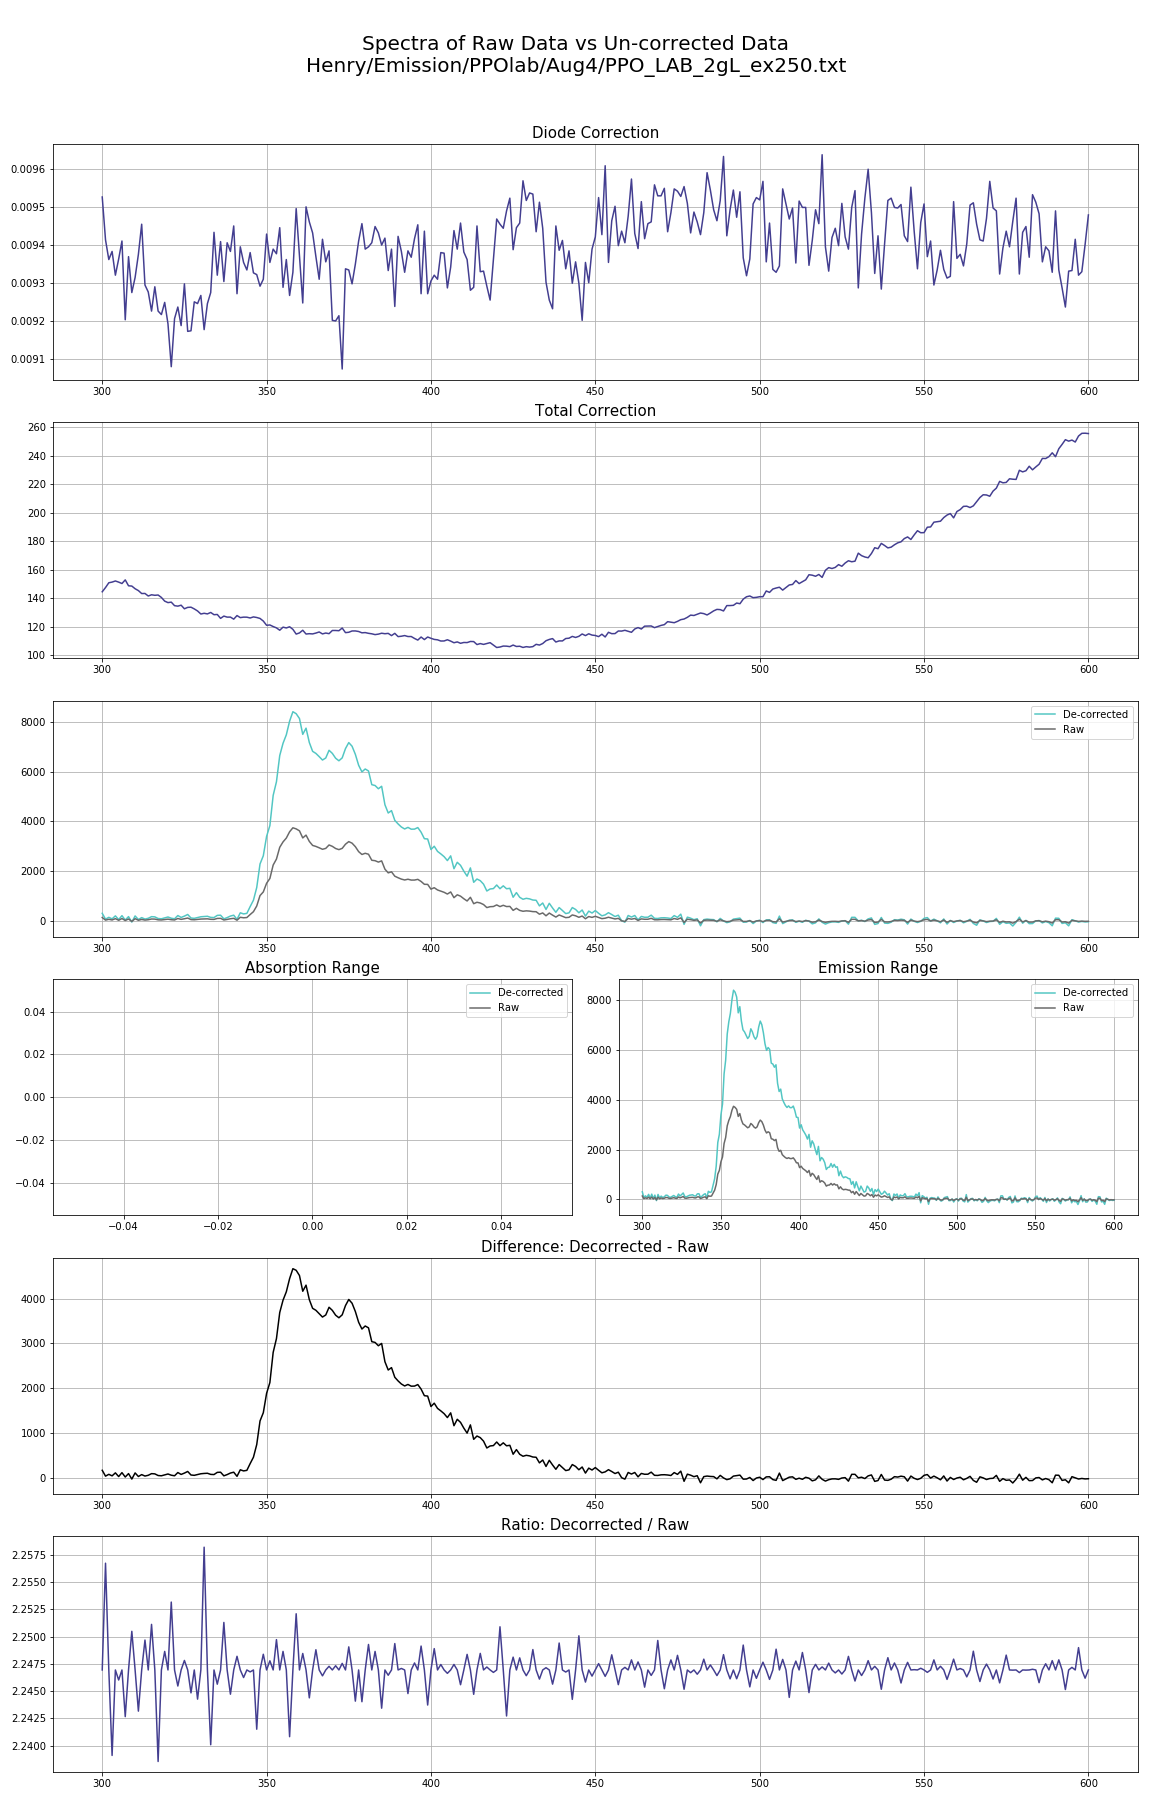 Spectra of Raw Data vs Un-corrected Data
Henry/Emission/PPOlab/Aug4/PPO_LAB_2gL_ex250.txt
Diode Correction
0.0096
0.0095
0.0094
0.0093
0.0092
0.0091
300 350 400 450 500 550 600
Total Correction
260
240
220
200
180
160
140
120
100
300 350 400 450 500 550 600
De-corrected
Raw
8000
6000
4000
2000
0
300 350 400 450 500 550 600
Absorption Range
De-corrected
Raw
0.04
0.02
0.00
−0.02
−0.04
−0.04 −0.02 0.00 0.02 0.04
Emission Range
De-corrected
Raw
8000
6000
4000
2000
0
300 350 400 450 500 550 600
Difference: Decorrected - Raw
4000
3000
2000
1000
0
300 350 400 450 500 550 600
Ratio: Decorrected / Raw
2.2575
2.2550
2.2525
2.2500
2.2475
2.2450
2.2425
2.2400
300 350 400 450 500 550 600